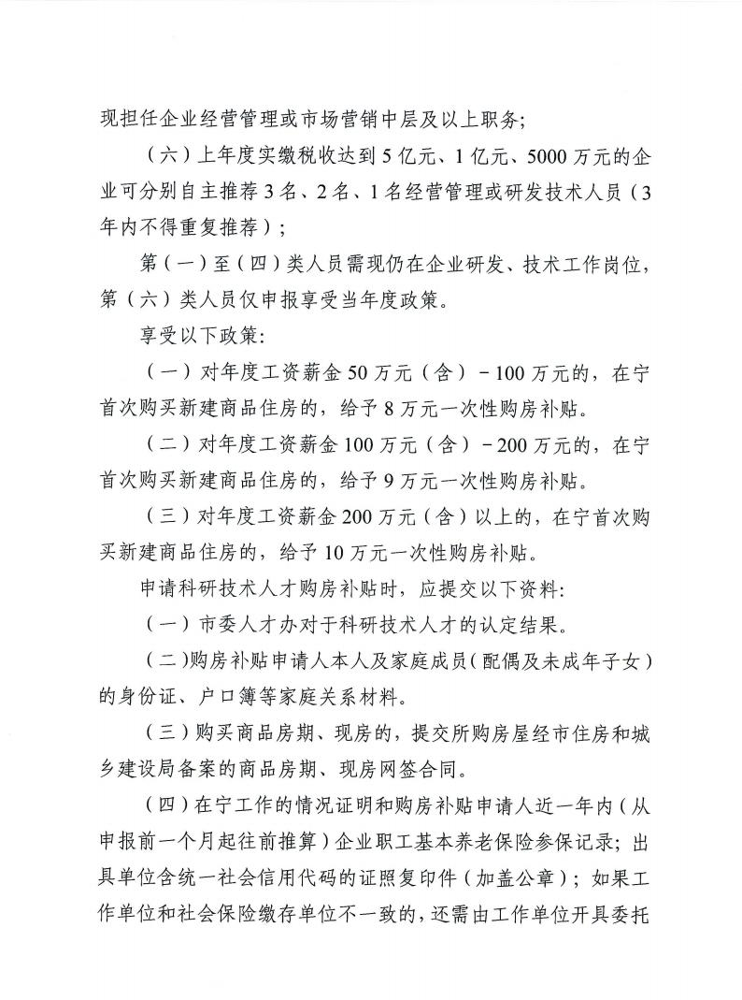 现担任企业经营管理或市场营销中层及以上职务；
（六）上年度实缴税收达到 5 亿元、1 亿元、5000 万元的企
业可分别自主推荐 3 名、2 名、1 名经营管理或研发技术人员（3
年内不得重复推荐）；
第（一）至（四）类人员需现仍在企业研发、技术工作岗位，
第（六）类人员仅申报享受当年度政策。
享受以下政策：
（一）对年度工资薪金 50 万元（含）－100 万元的，在宁
首次购买新建商品住房的，给予 8 万元一次性购房补贴。
（二）对年度工资薪金 100 万元（含）－200 万元的，在宁
首次购买新建商品住房的，给予 9 万元一次性购房补贴。
（三）对年度工资薪金 200 万元（含）以上的，在宁首次购
买新建商品住房的，给予 10 万元一次性购房补贴。
申请科研技术人才购房补贴时，应提交以下资料：
（一）市委人才办对于科研技术人才的认定结果。
（二）购房补贴申请人本人及家庭成员（配偶及未成年子女）
的身份证、户口簿等家庭关系材料。
（三）购买商品房期、现房的，提交所购房屋经市住房和城
乡建设局备案的商品房期、现房网签合同。
（四）在宁工作的情况证明和购房补贴申请人近一年内（从
申报前一个月起往前推算）企业职工基本养老保险参保记录；出
具单位含统一社会信用代码的证照复印件（加盖公章）；如果工
作单位和社会保险缴存单位不一致的，还需由工作单位开具委托